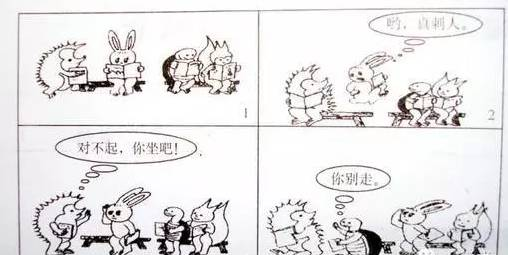 1
哟，真刺人。
2
对不起，你坐吧！
你别走。